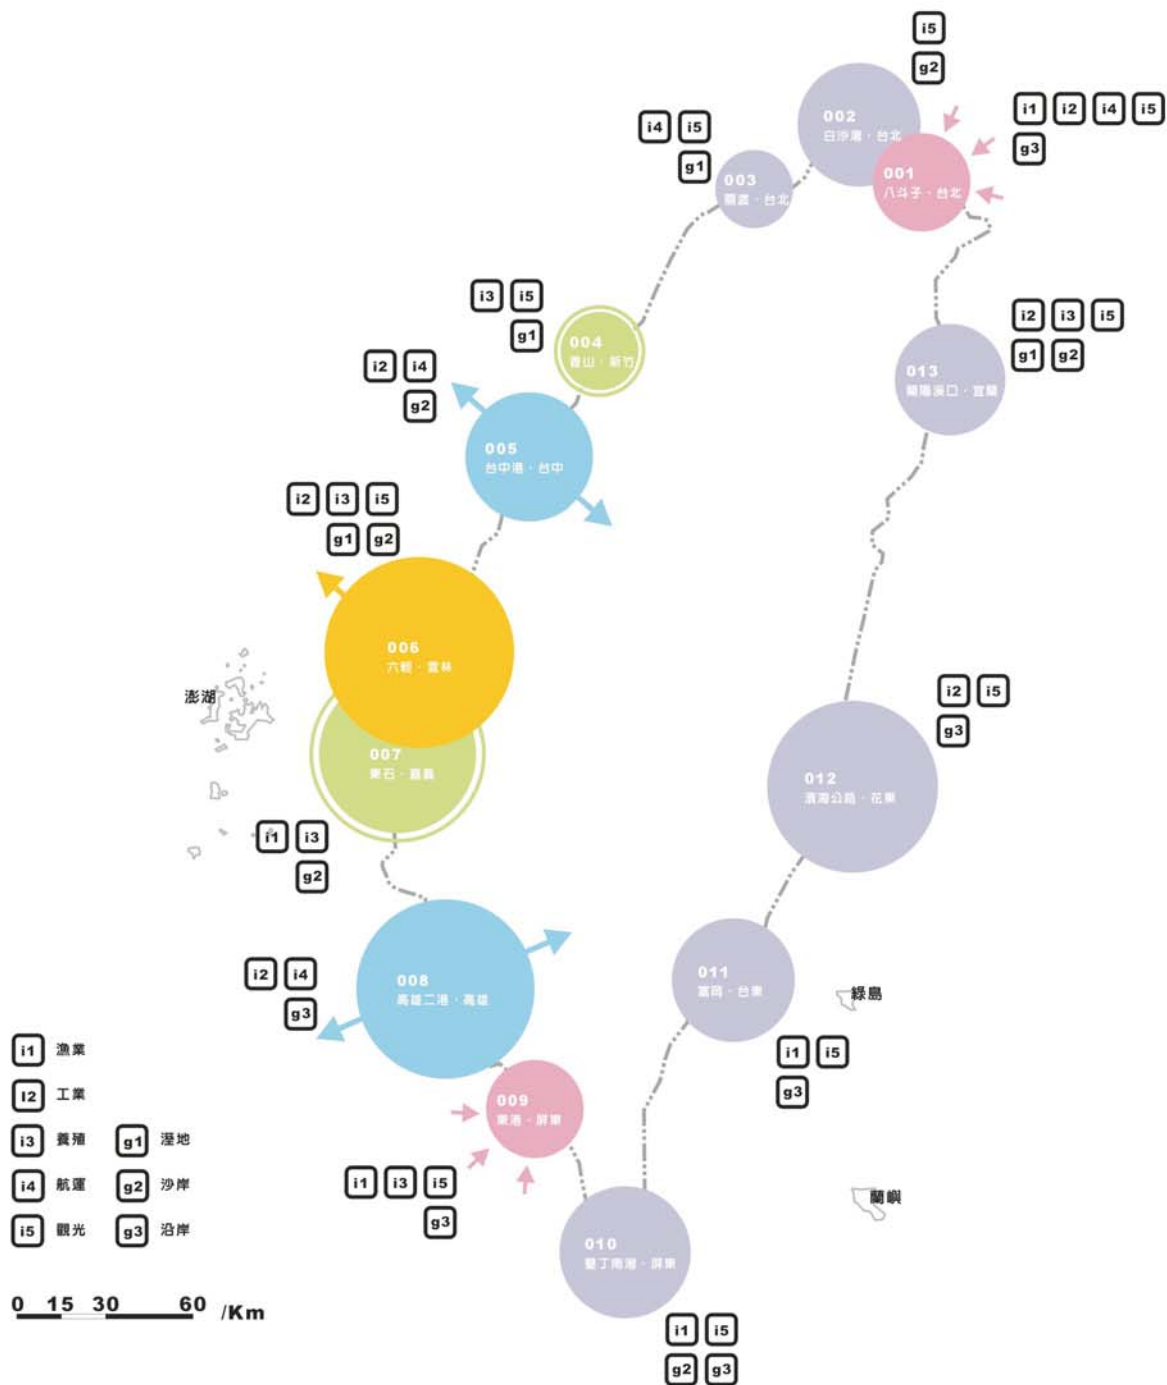 i5
g2
i1 i2 i4 i5
g3
002
白沙灣·台北
001
八斗子·台北
i4 i5
g1
003
關渡·台北
i3 i5
g1
004
香山·新竹
i2 i3 i5
g1 g2
013
蘭陽溪口·宜蘭
i2 i4
g2
005
台中港·台中
i2 i3 i5
g1 g2
006
六輕·雲林
澎湖
007
東石·嘉義
i1 i3
g2
i2 i5
g3
012
濱海公路·花東
i2 i4
g3
008
高雄二港·高雄
011
富岡·台東
綠島
i1 i5
g3
009
東港·屏東
i1 i3 i5
g3
蘭嶼
010
墾丁南灣·屏東
i1 i5
g2 g3
i1 漁業
I2 工業
i3 養殖 g1 溼地
i4 航運 g2 沙岸
i5 觀光 g3 沿岸
0 15 30 60 /Km